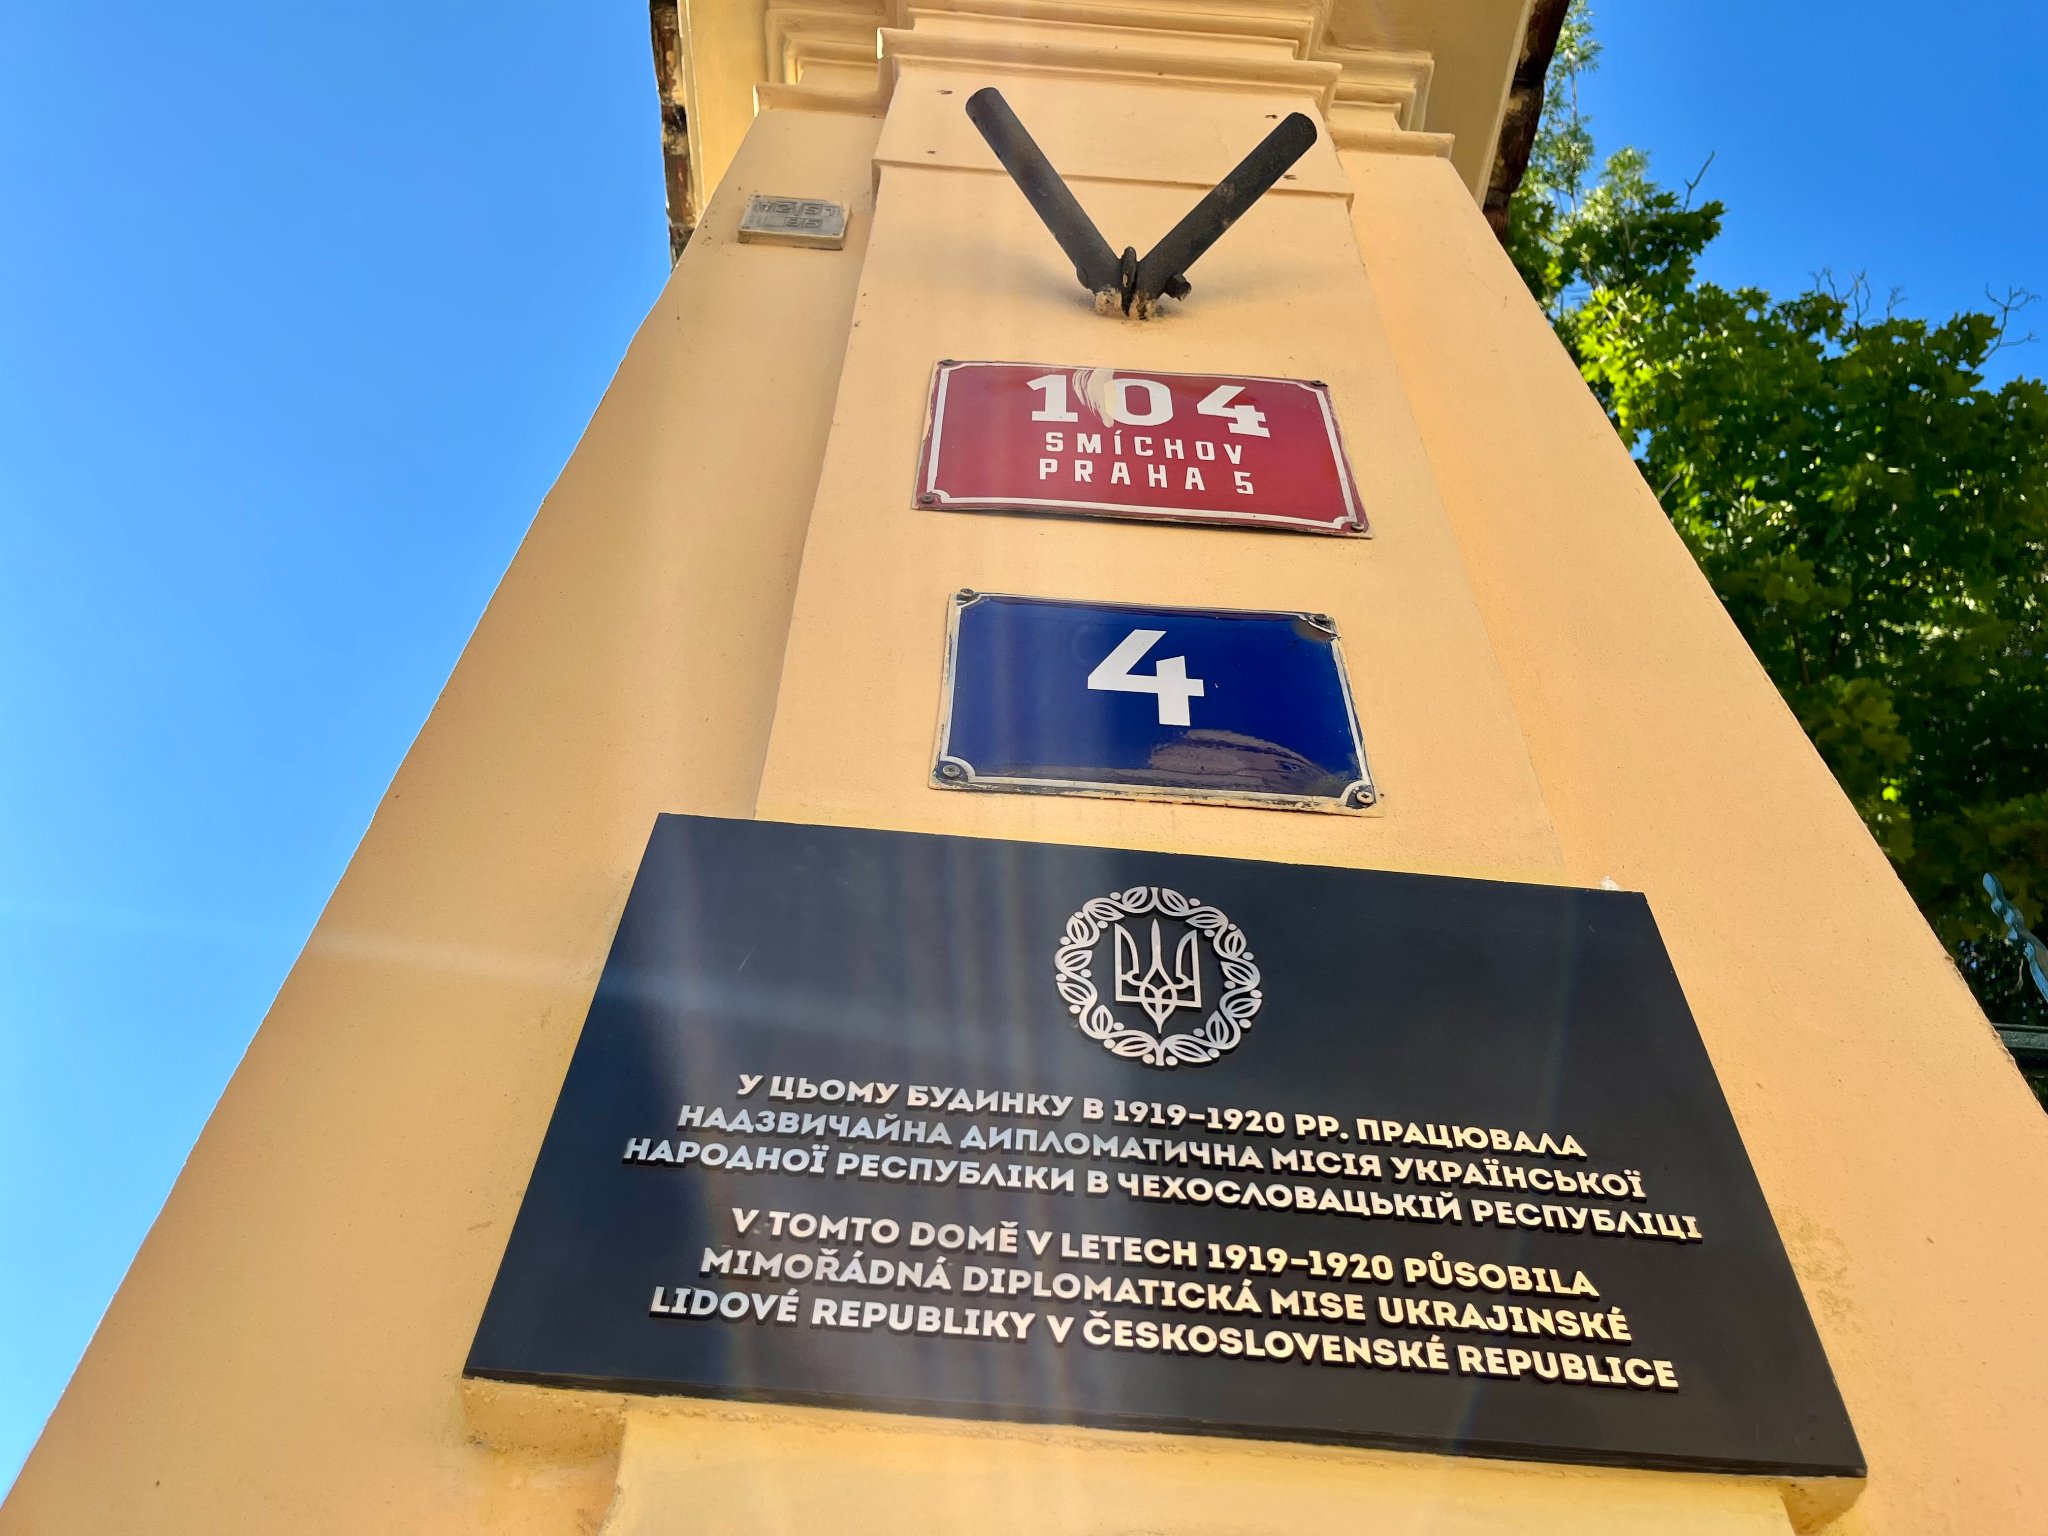 104
SMÍCHOV
PRAHA 5
4
У ЦЬОМУ БУДИНКУ В 1919–1920 РР. ПРАЦЮВАЛА
НАДЗВИЧАЙНА ДИПЛОМАТИЧНА МІСІЯ УКРАЇНСЬКОЇ
НАРОДНОЇ РЕСПУБЛІКИ В ЧЕХОСЛОВАЦЬКІЙ РЕСПУБЛІЦІ
V TOMTO DOMĚ V LETECH 1919–1920 PŮSOBILA
MIMOŘÁDNÁ DIPLOMATICKÁ MISE UKRAJINSKÉ
LIDOVÉ REPUBLIKY V ČESKOSLOVENSKÉ REPUBLICE